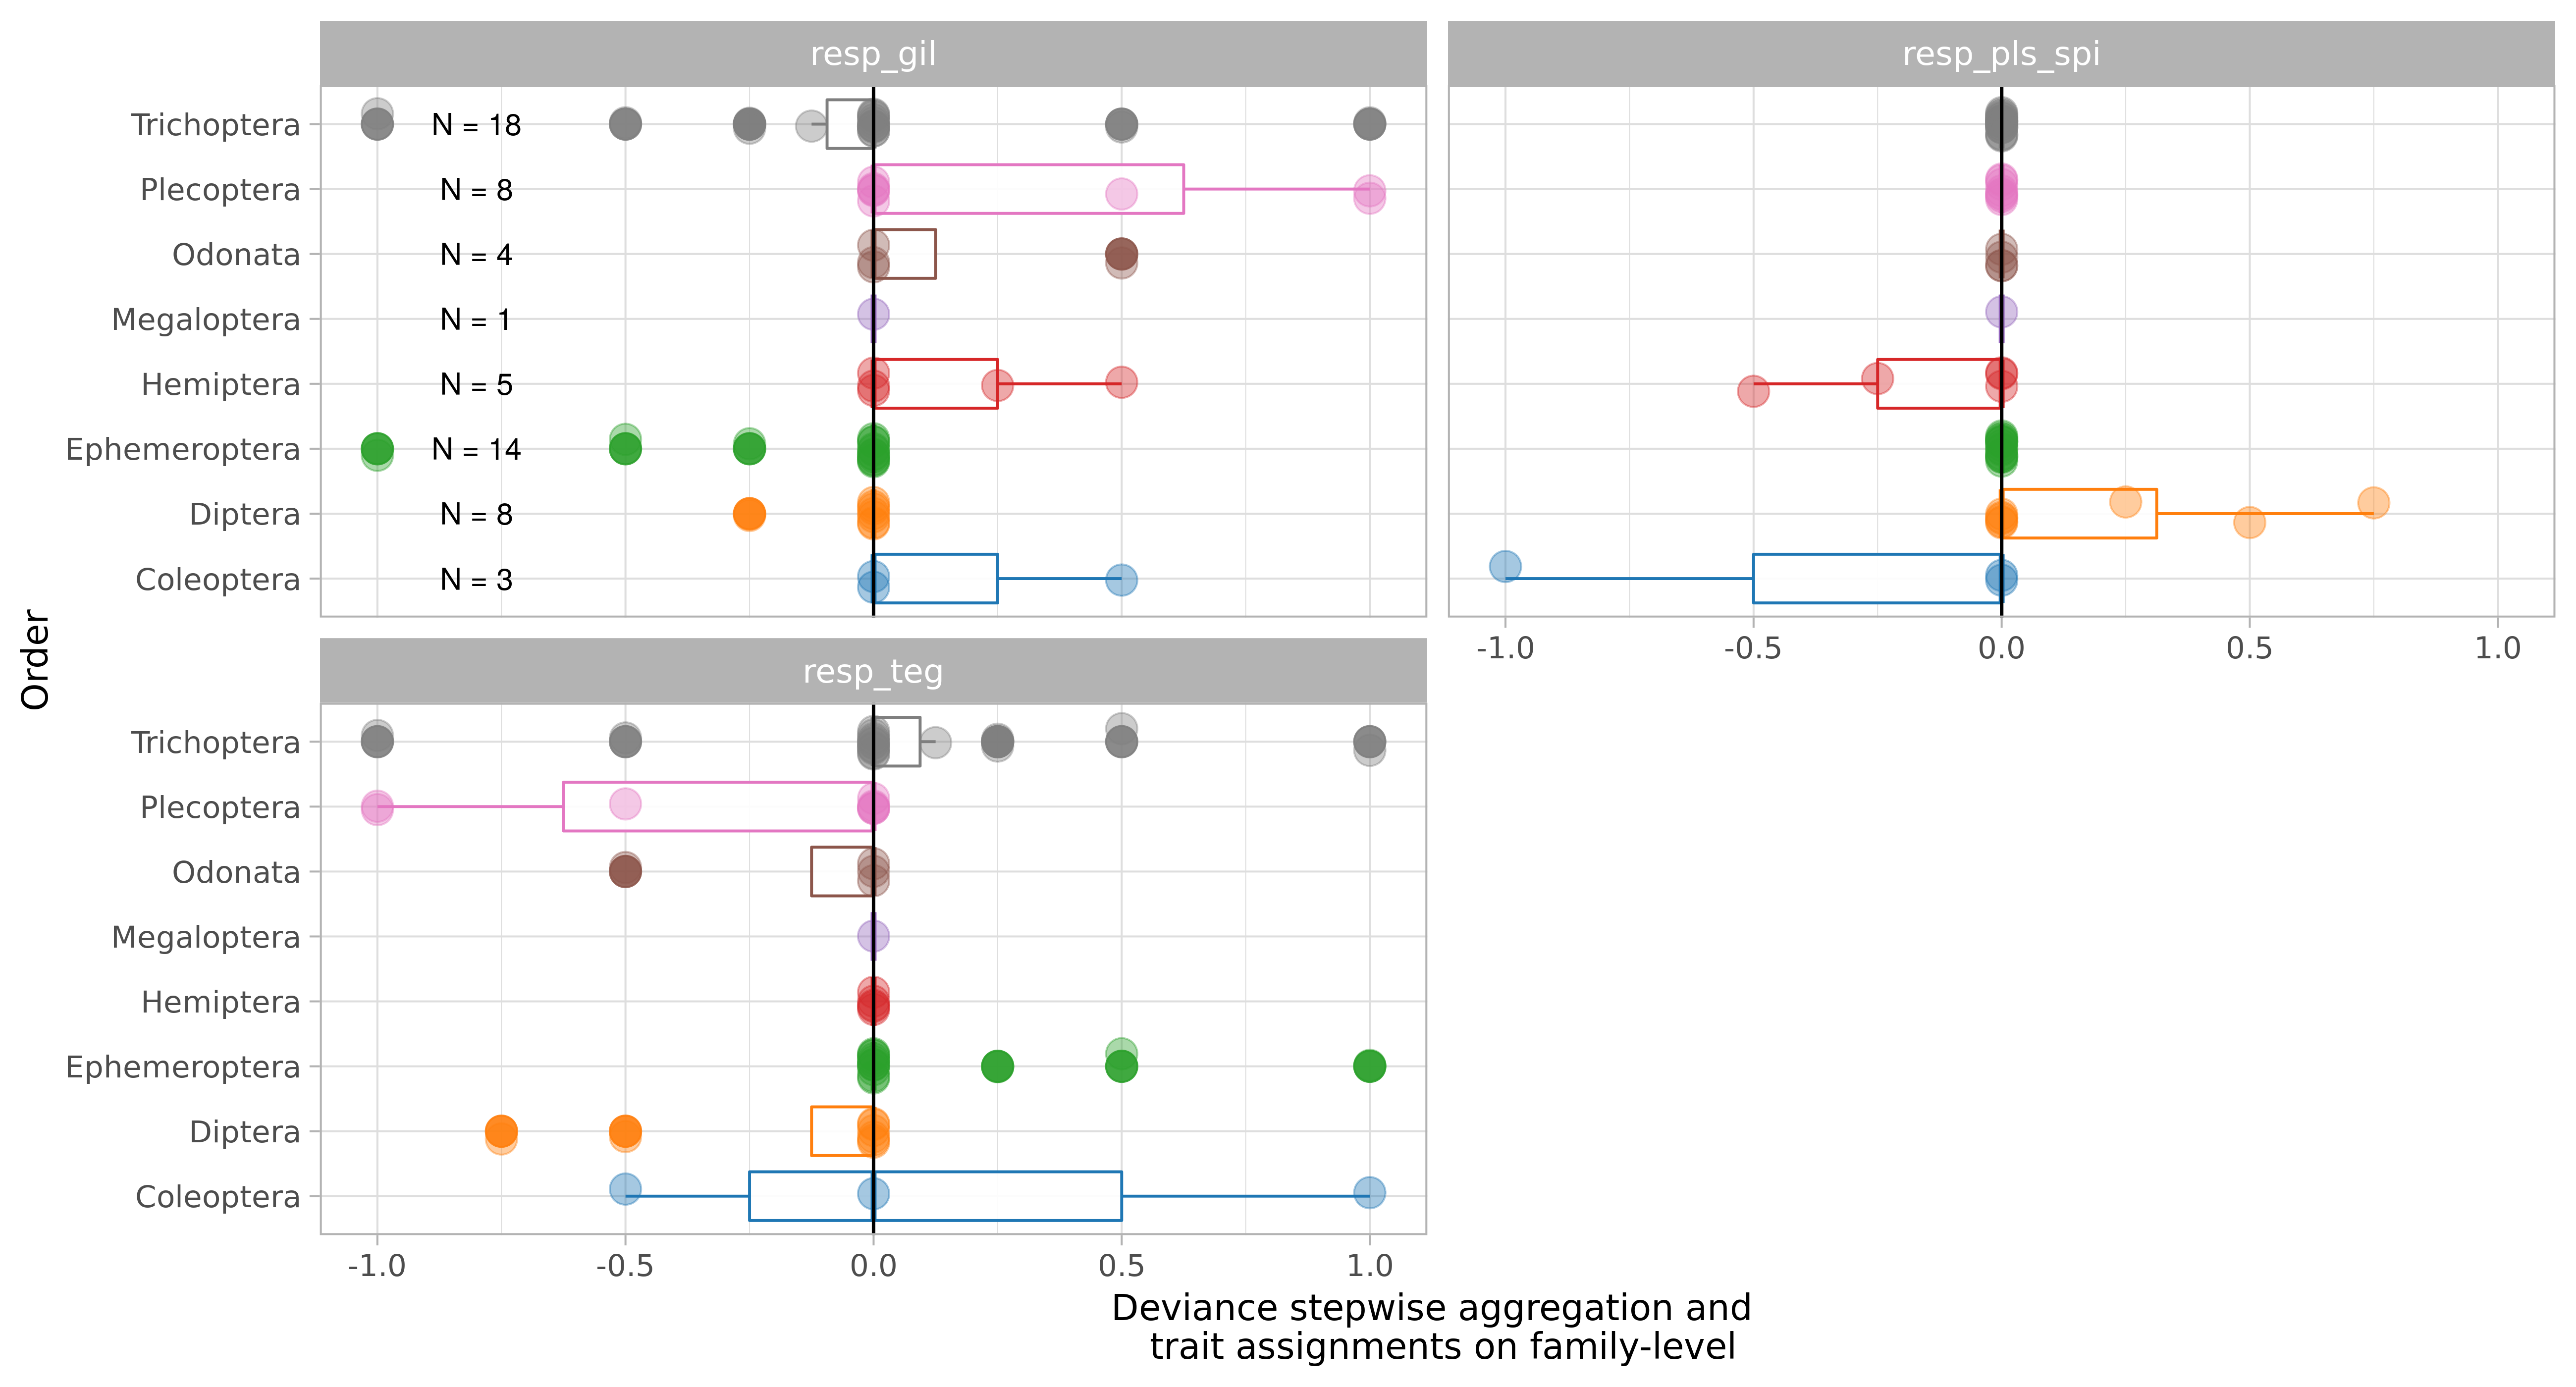 resp_gil
resp_pls_spi
Trichoptera
N = 18
Plecoptera
N = 8
Odonata
N = 4
Megaloptera
N = 1
Hemiptera
N = 5
Ephemeroptera
N = 14
Diptera
N = 8
Coleoptera
N = 3
-1.0 -0.5 0.0 0.5 1.0
Order
resp_teg
Trichoptera
Plecoptera
Odonata
Megaloptera
Hemiptera
Ephemeroptera
Diptera
Coleoptera
-1.0 -0.5 0.0 0.5 1.0
Deviance stepwise aggregation and
trait assignments on family-level